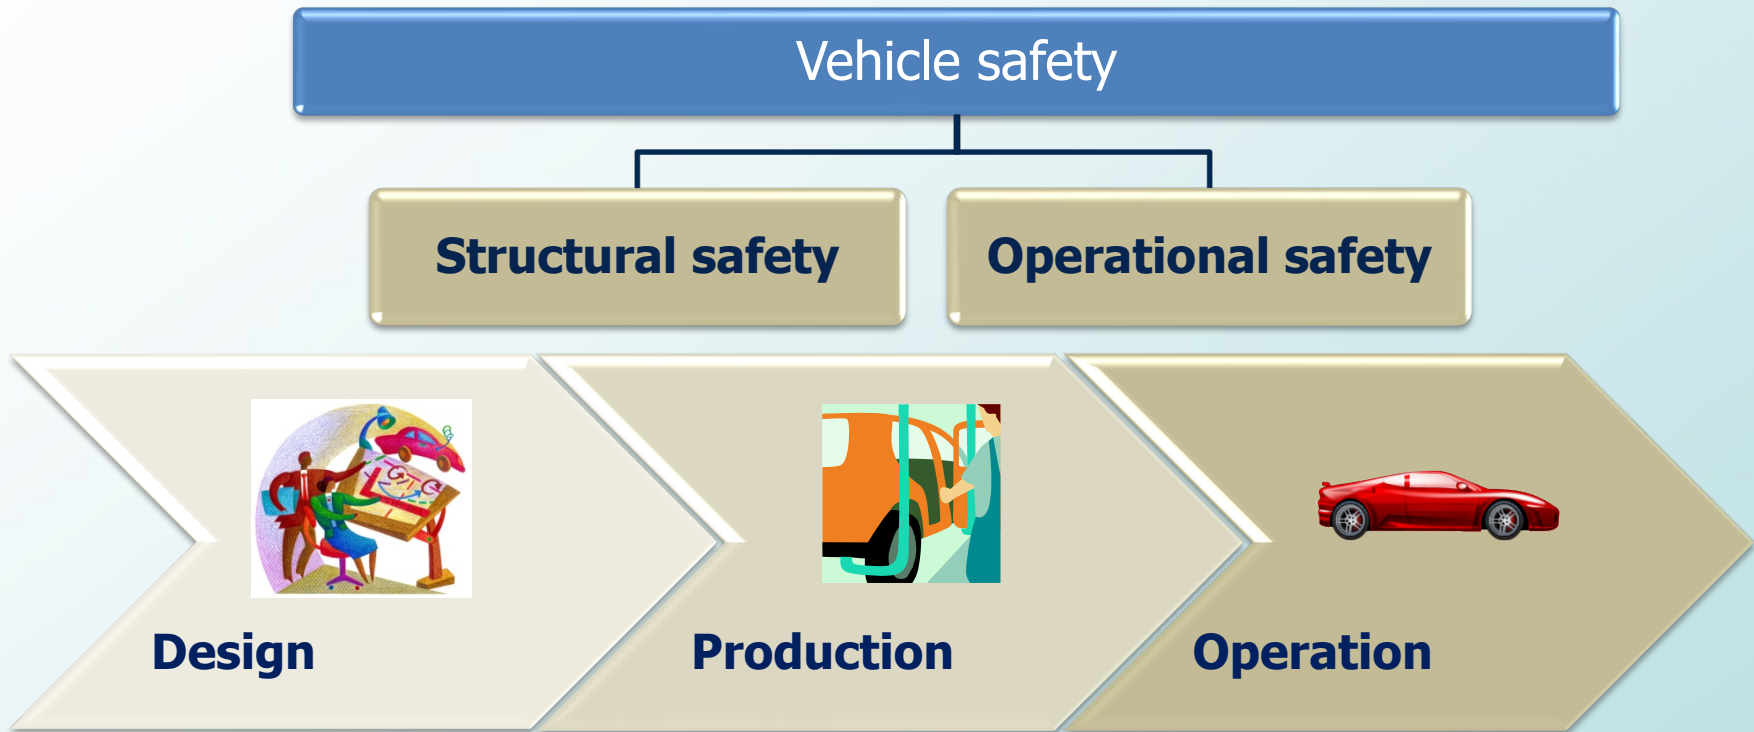 Vehicle safety
Structural safety
Operational safety
Design
Production
Operation